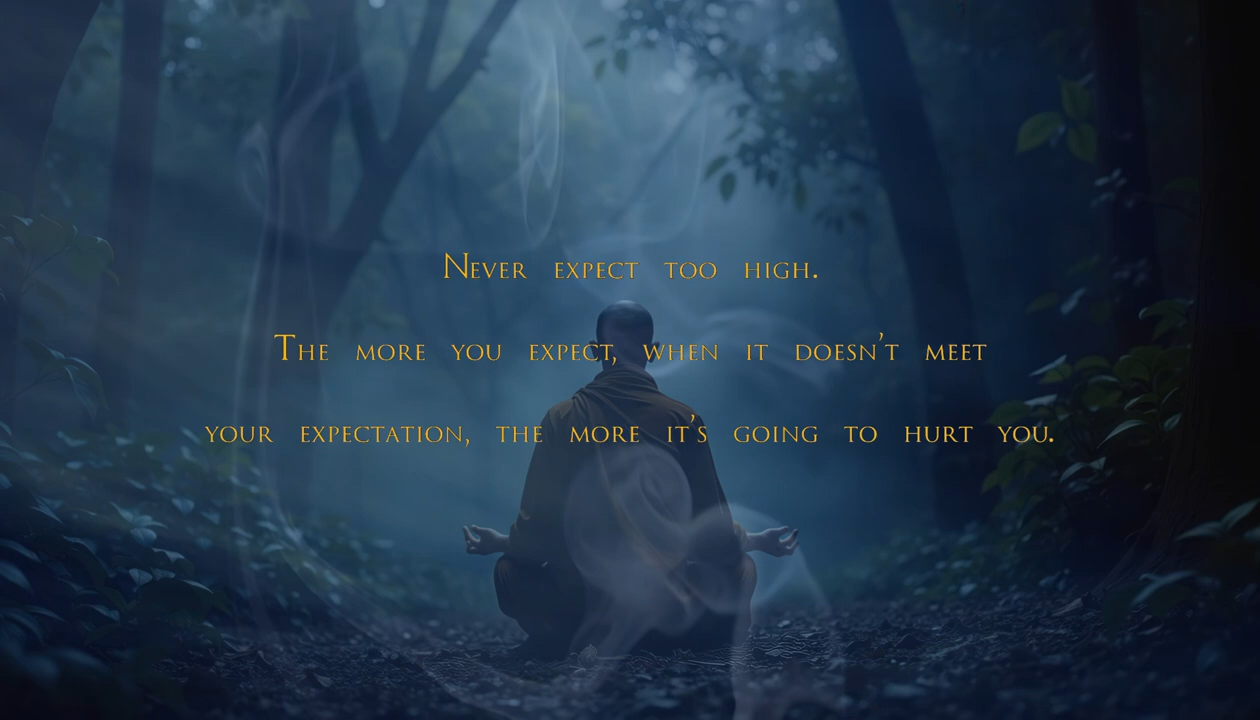 Never expect too high.
The more you expect, when it doesn't meet
your expectation, the more it's going to hurt you.